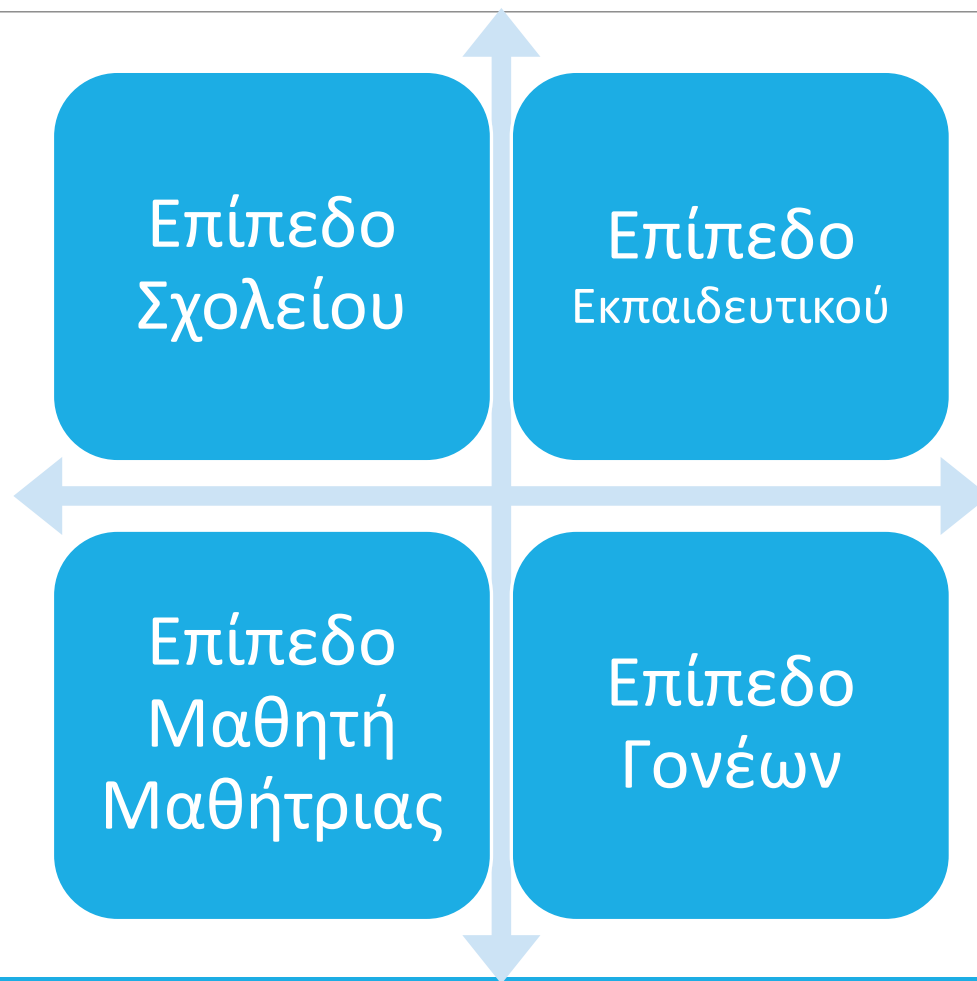 Επίπεδο
Σχολείου
Επίπεδο
Εκπαιδευτικού
Επίπεδο
Μαθητή
Μαθήτριας
Επίπεδο
Γονέων